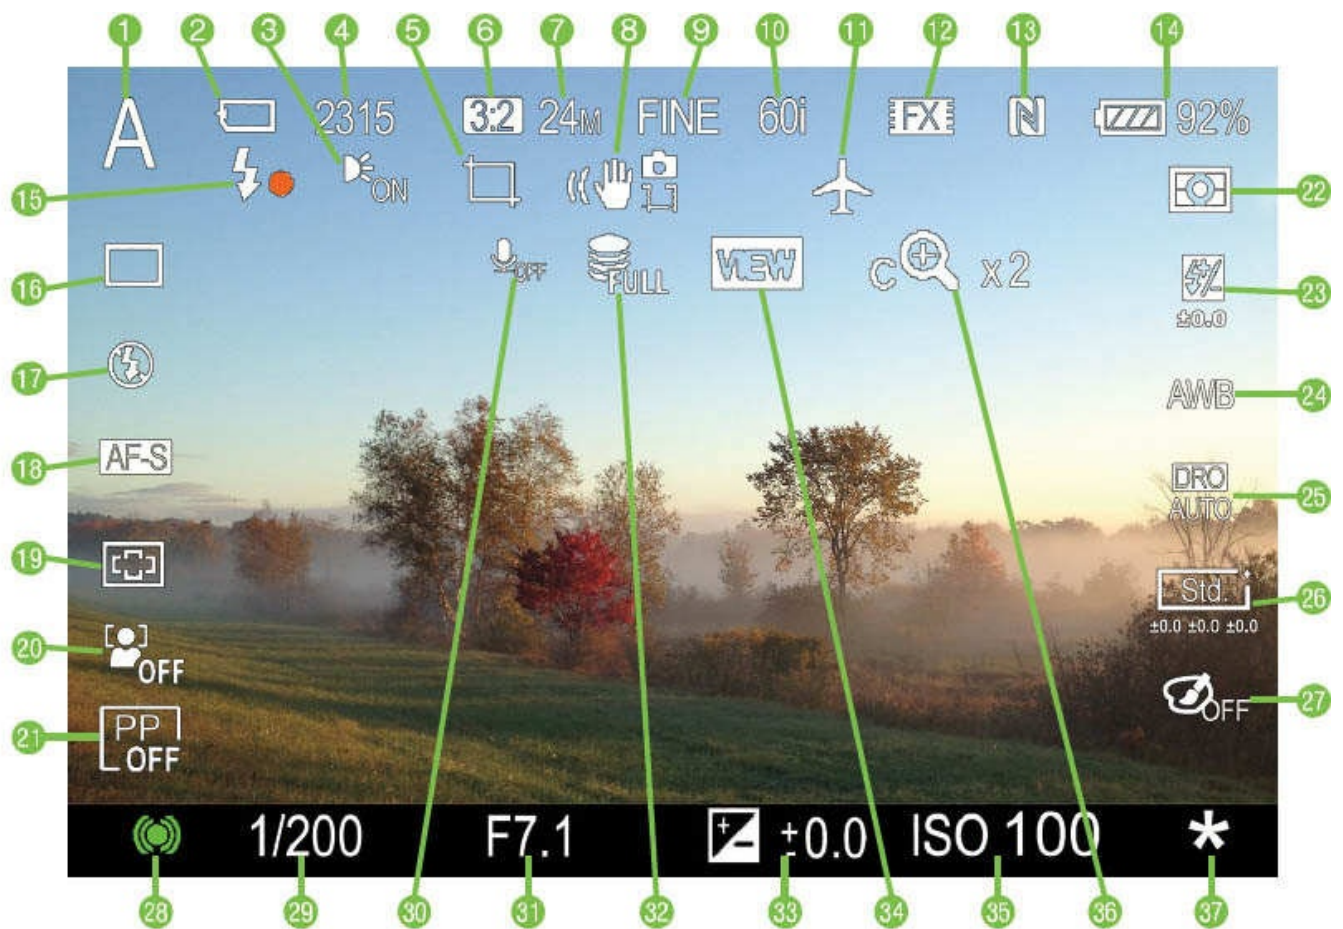 1 2 3 4 5 6 7 8 9 10 11 12 13 14
A 2315 3:2 24M FINE 60i FX N 92%
15 ON 22
16 OFF FULL VIEW C x2 23
±0.0
17 AWB 24
18 AF-S DRO AUTO 25
19 Std. 26
±0.0 ±0.0 ±0.0
20 OFF OFF 27
21 PP OFF
1/200 F7.1 ±0.0 ISO 100 *
28 29 30 31 32 33 34 35 36 37